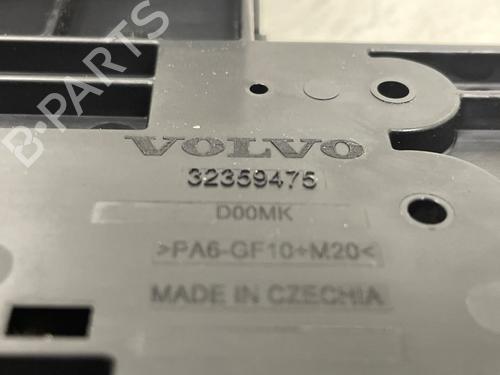 B-PARTS
VOLVO
32359475
D00MK
>PA6-GF10+M20<
MADE IN CZECHIA